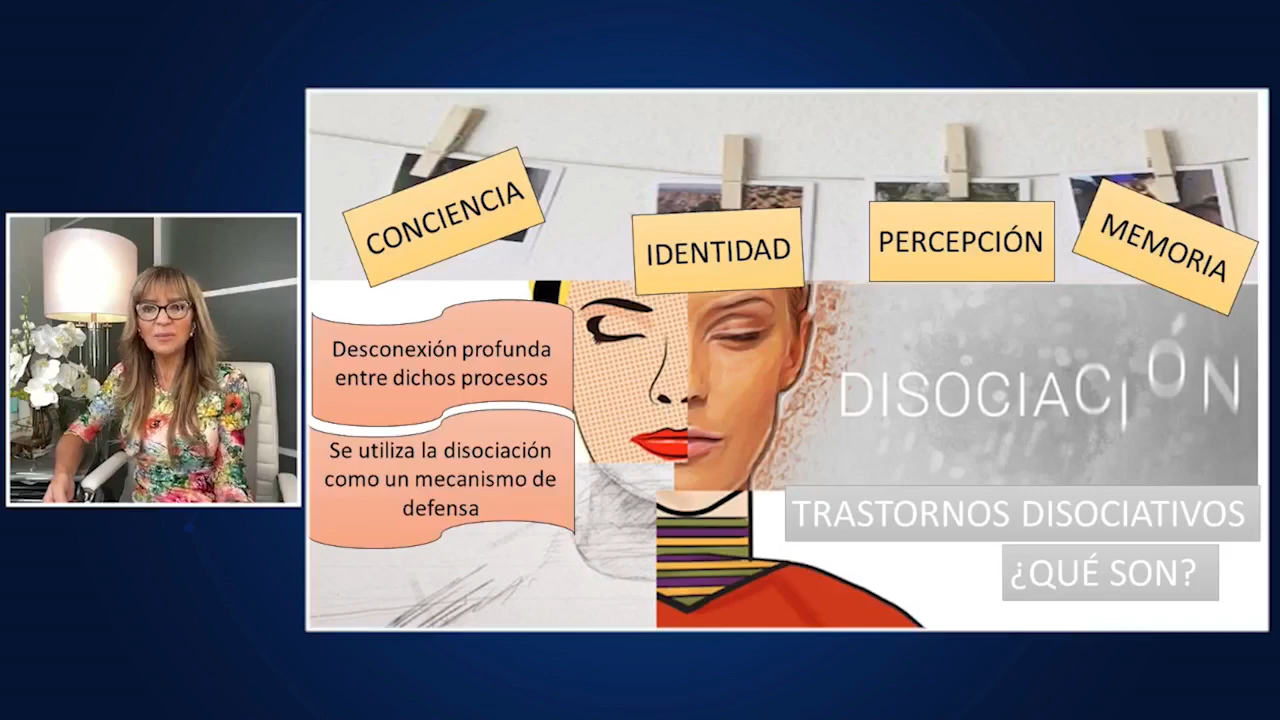 CONCIENCIA
IDENTIDAD
PERCEPCIÓN
MEMORIA
Desconexión profunda
entre dichos procesos
Se utiliza la disociación
como un mecanismo de
defensa
DISOCIACIÓN
TRASTORNOS DISOCIATIVOS
¿QUÉ SON?